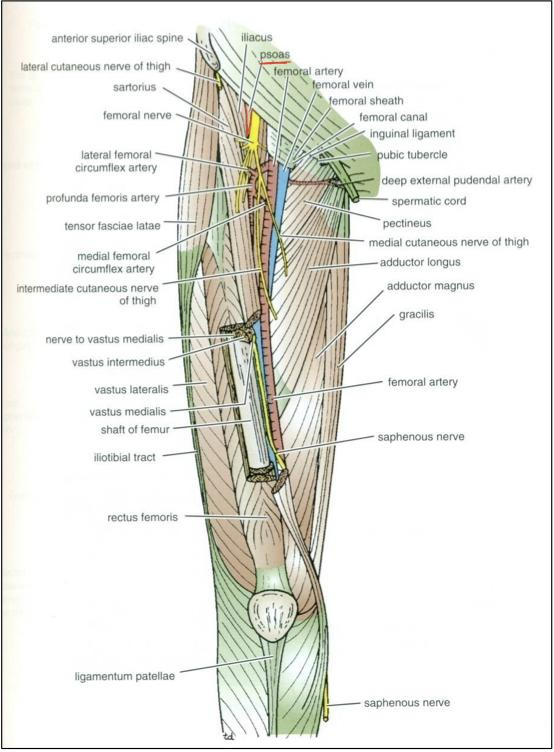 anterior superior iliac spine
lateral cutaneous nerve of thigh
sartorius
femoral nerve
lateral femoral
circumflex artery
profunda femoris artery
tensor fasciae latae
medial femoral
circumflex artery
intermediate cutaneous nerve
of thigh
nerve to vastus medialis
vastus intermedius
vastus lateralis
vastus medialis
shaft of femur
iliotibial tract
rectus femoris
ligamentum patellae
iliacus
psoas
femoral artery
femoral vein
femoral sheath
femoral canal
inguinal ligament
pubic tubercle
deep external pudendal artery
spermatic cord
pectineus
medial cutaneous nerve of thigh
adductor longus
adductor magnus
gracilis
femoral artery
saphenous nerve
saphenous nerve
td